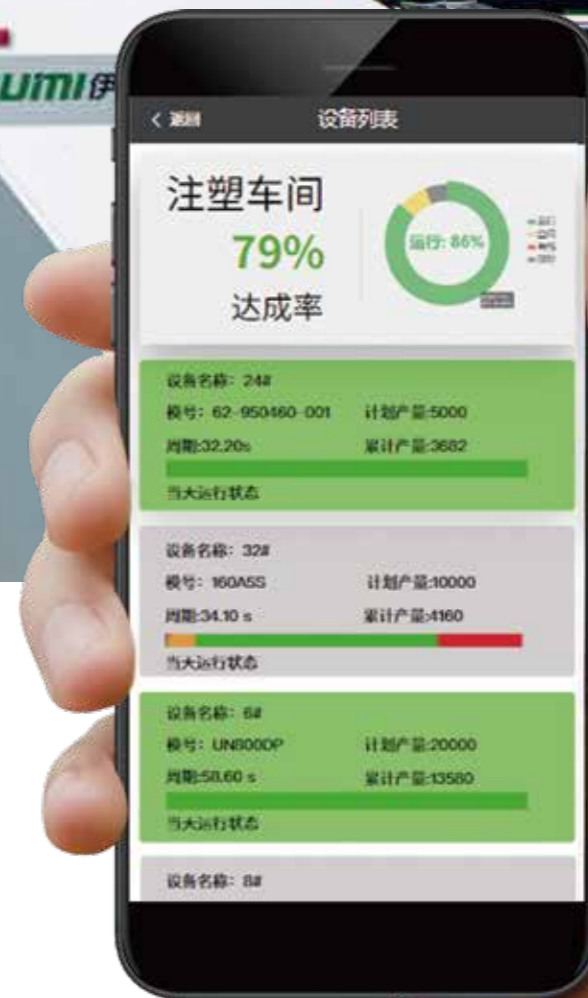 UMI伊
返回 设备列表
注塑车间
79%
达成率
运行: 86%
设备名称: 24#
模号: 62-950460-001 计划产量:5000
周期:32.20s 累计产量:3682
当天运行状态
设备名称: 32#
模号: 160A5S 计划产量:10000
周期:34.10 s 累计产量:4160
当天运行状态
设备名称: 6#
模号: UN800DP 计划产量:20000
周期:58.60 s 累计产量:13580
当天运行状态
设备名称: 8#